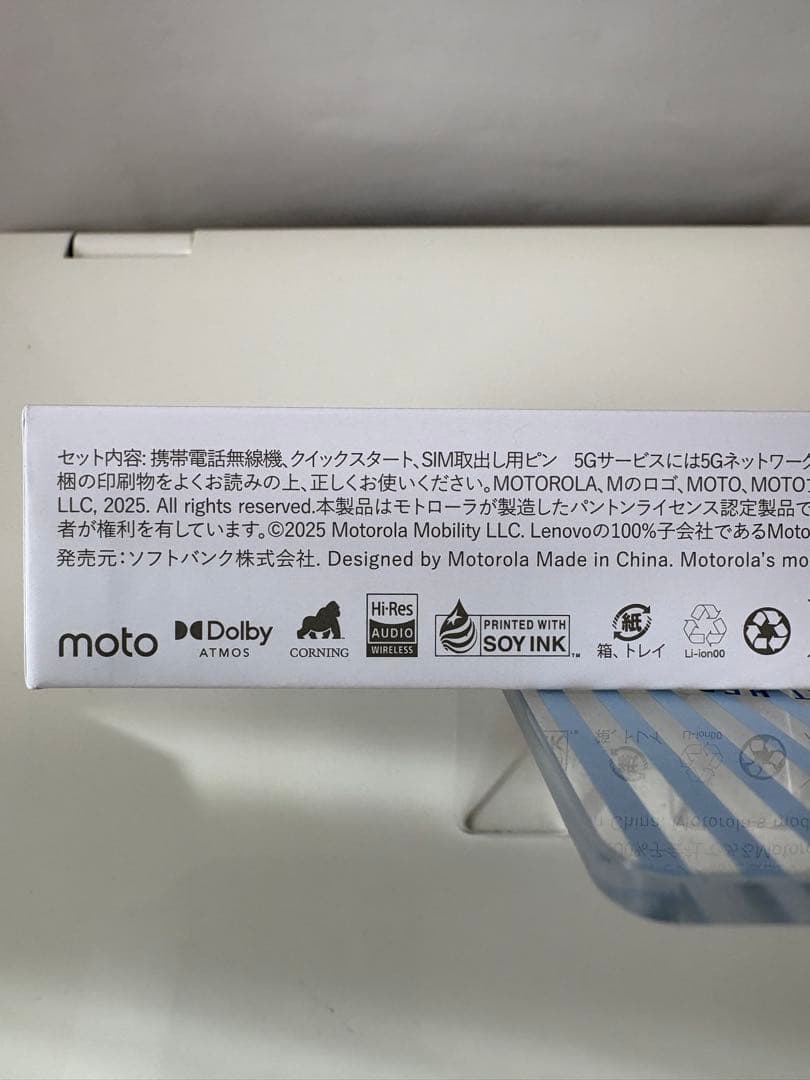 セット内容: 携帯電話無線機、クイックスタート、SIM取出し用ピン　5Gサービスには5Gネットワーク
梱の印刷物をよくお読みの上、正しくお使いください。MOTOROLA、Mのロゴ、MOTO、MOTO
LLC, 2025. All rights reserved.本製品はモトローラが製造したパントンライセンス認定製品で
者が権利を有しています。©2025 Motorola Mobility LLC. Lenovoの100%子会社であるMoto
発売元：ソフトバンク株式会社. Designed by Motorola Made in China. Motorola's mo
moto
Dolby
ATMOS
CORNING
Hi-Res
AUDIO
WIRELESS
PRINTED WITH
SOY INK™
紙
箱、トレイ
Li-ion00